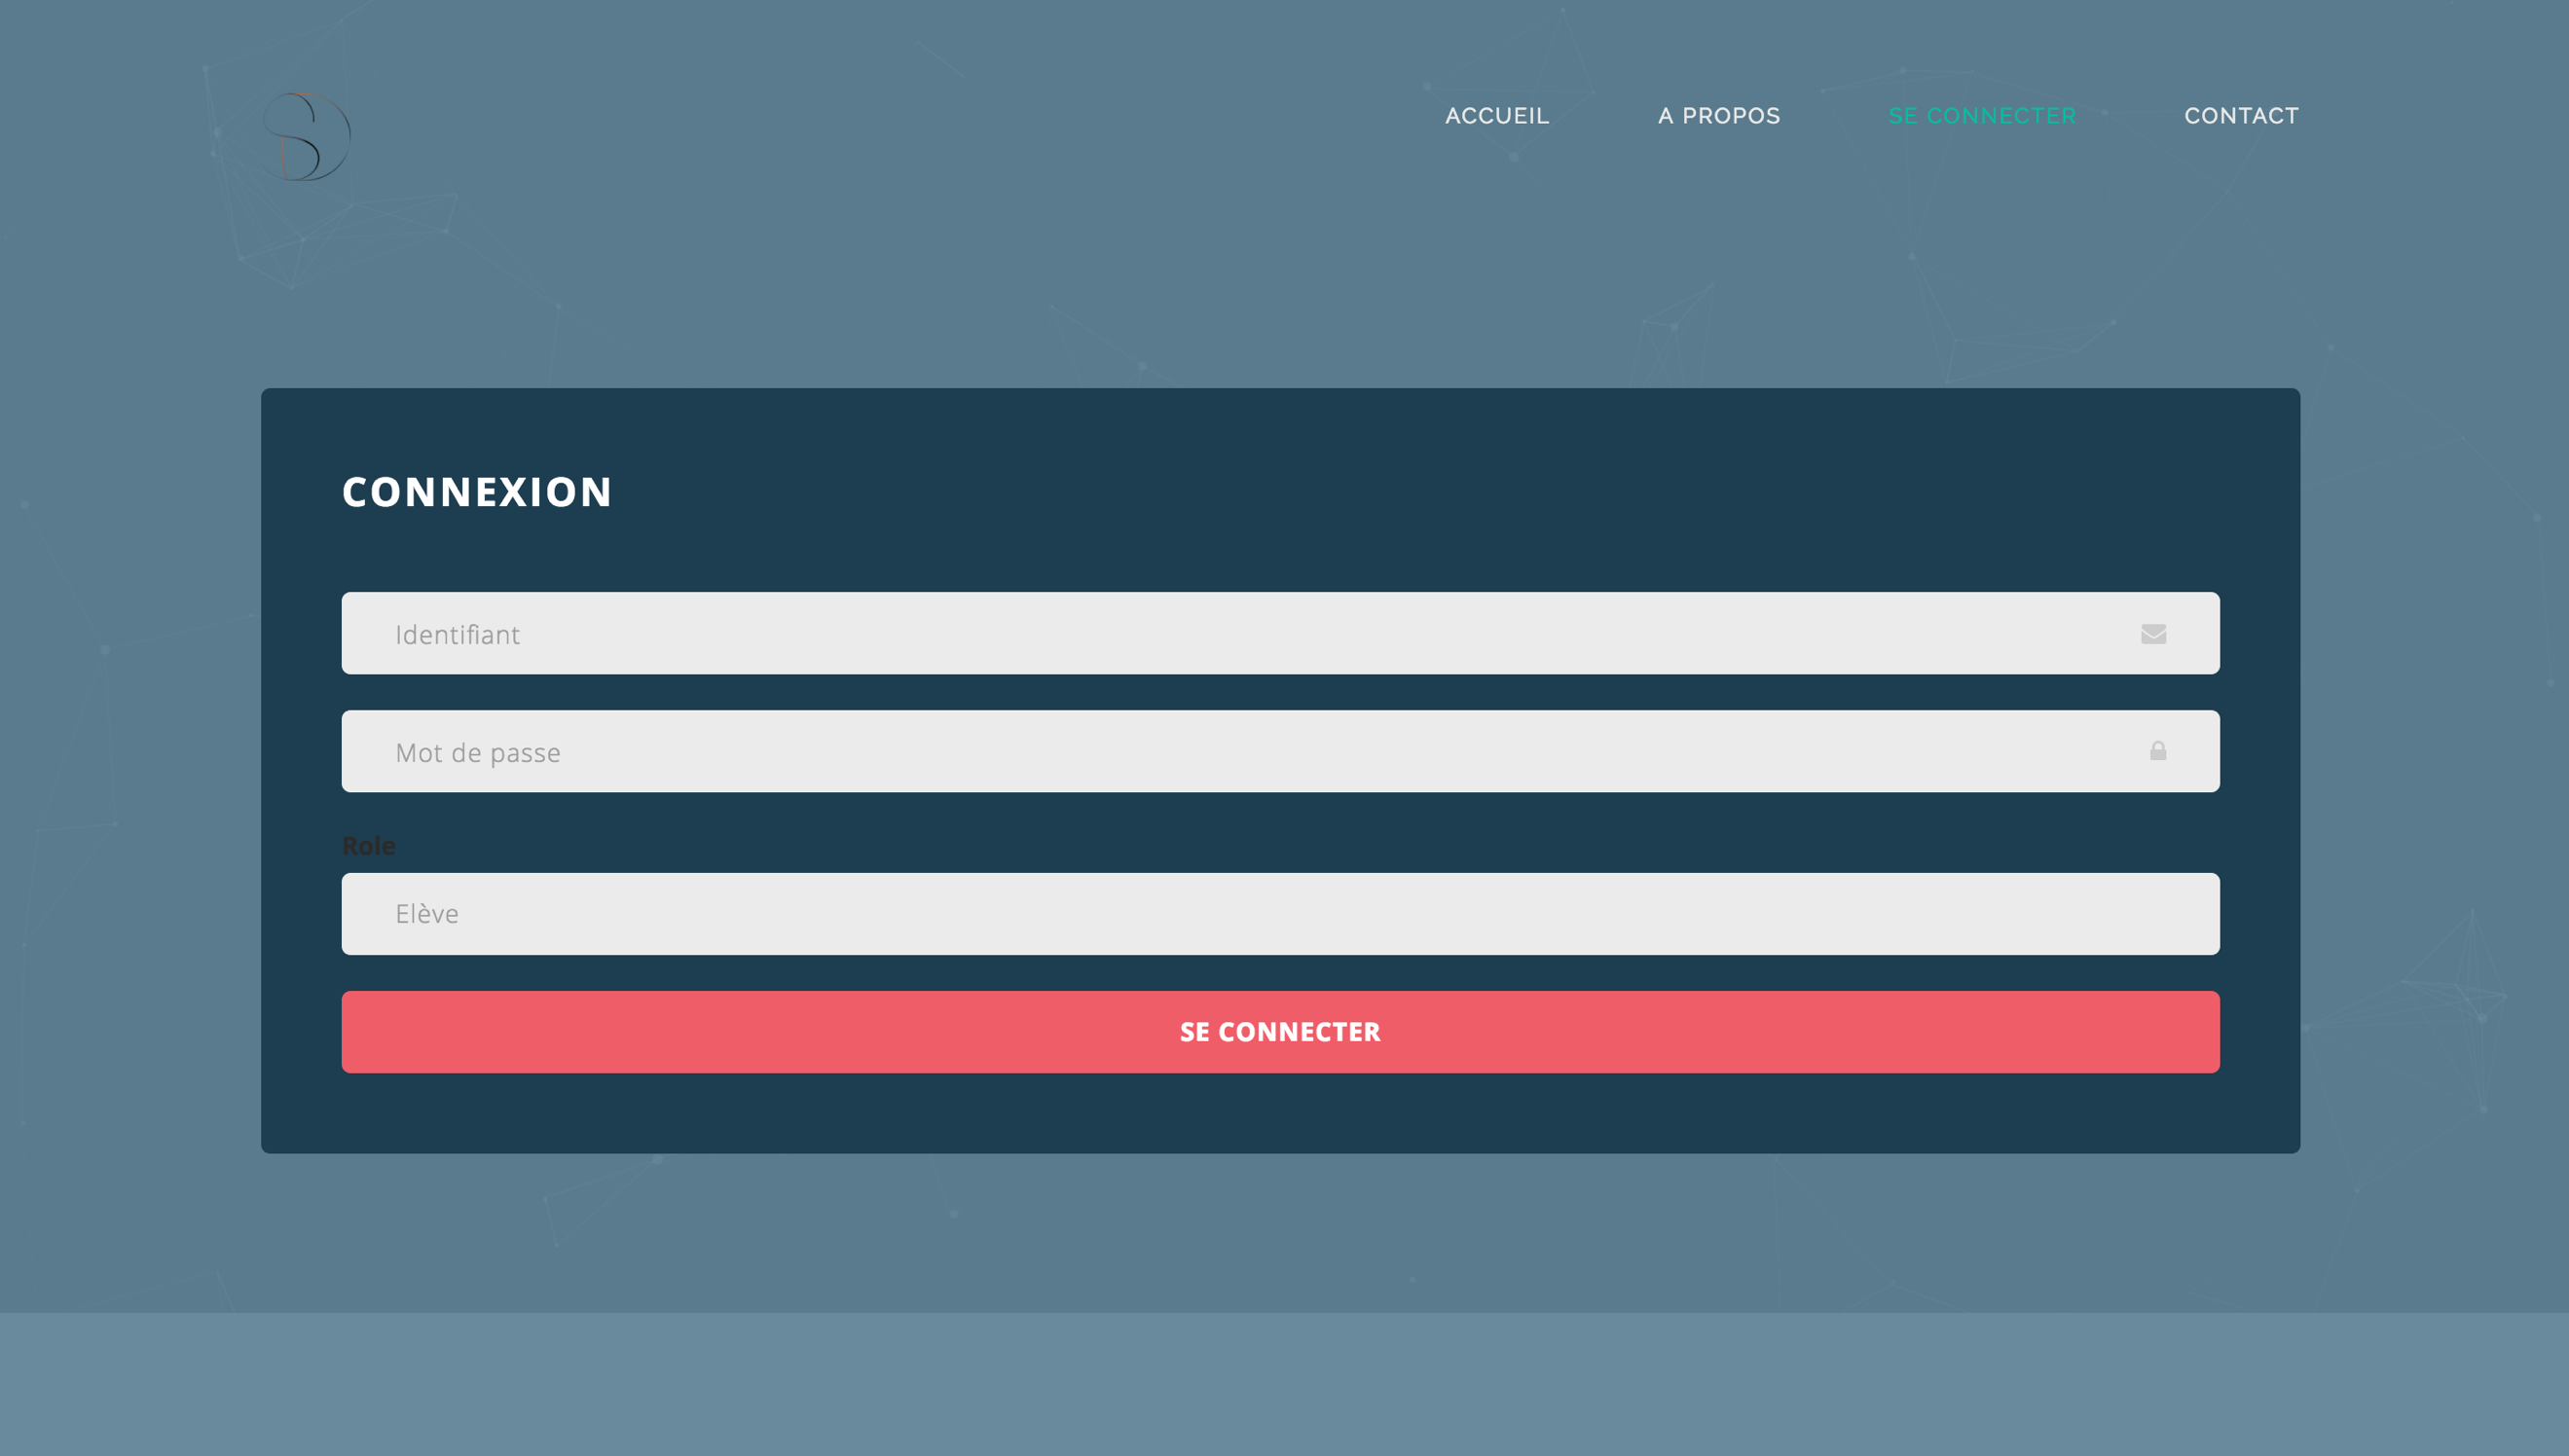 ACCUEIL A PROPOS SE CONNECTER CONTACT
CONNEXION
Identifiant
Mot de passe
Role
Elève
SE CONNECTER